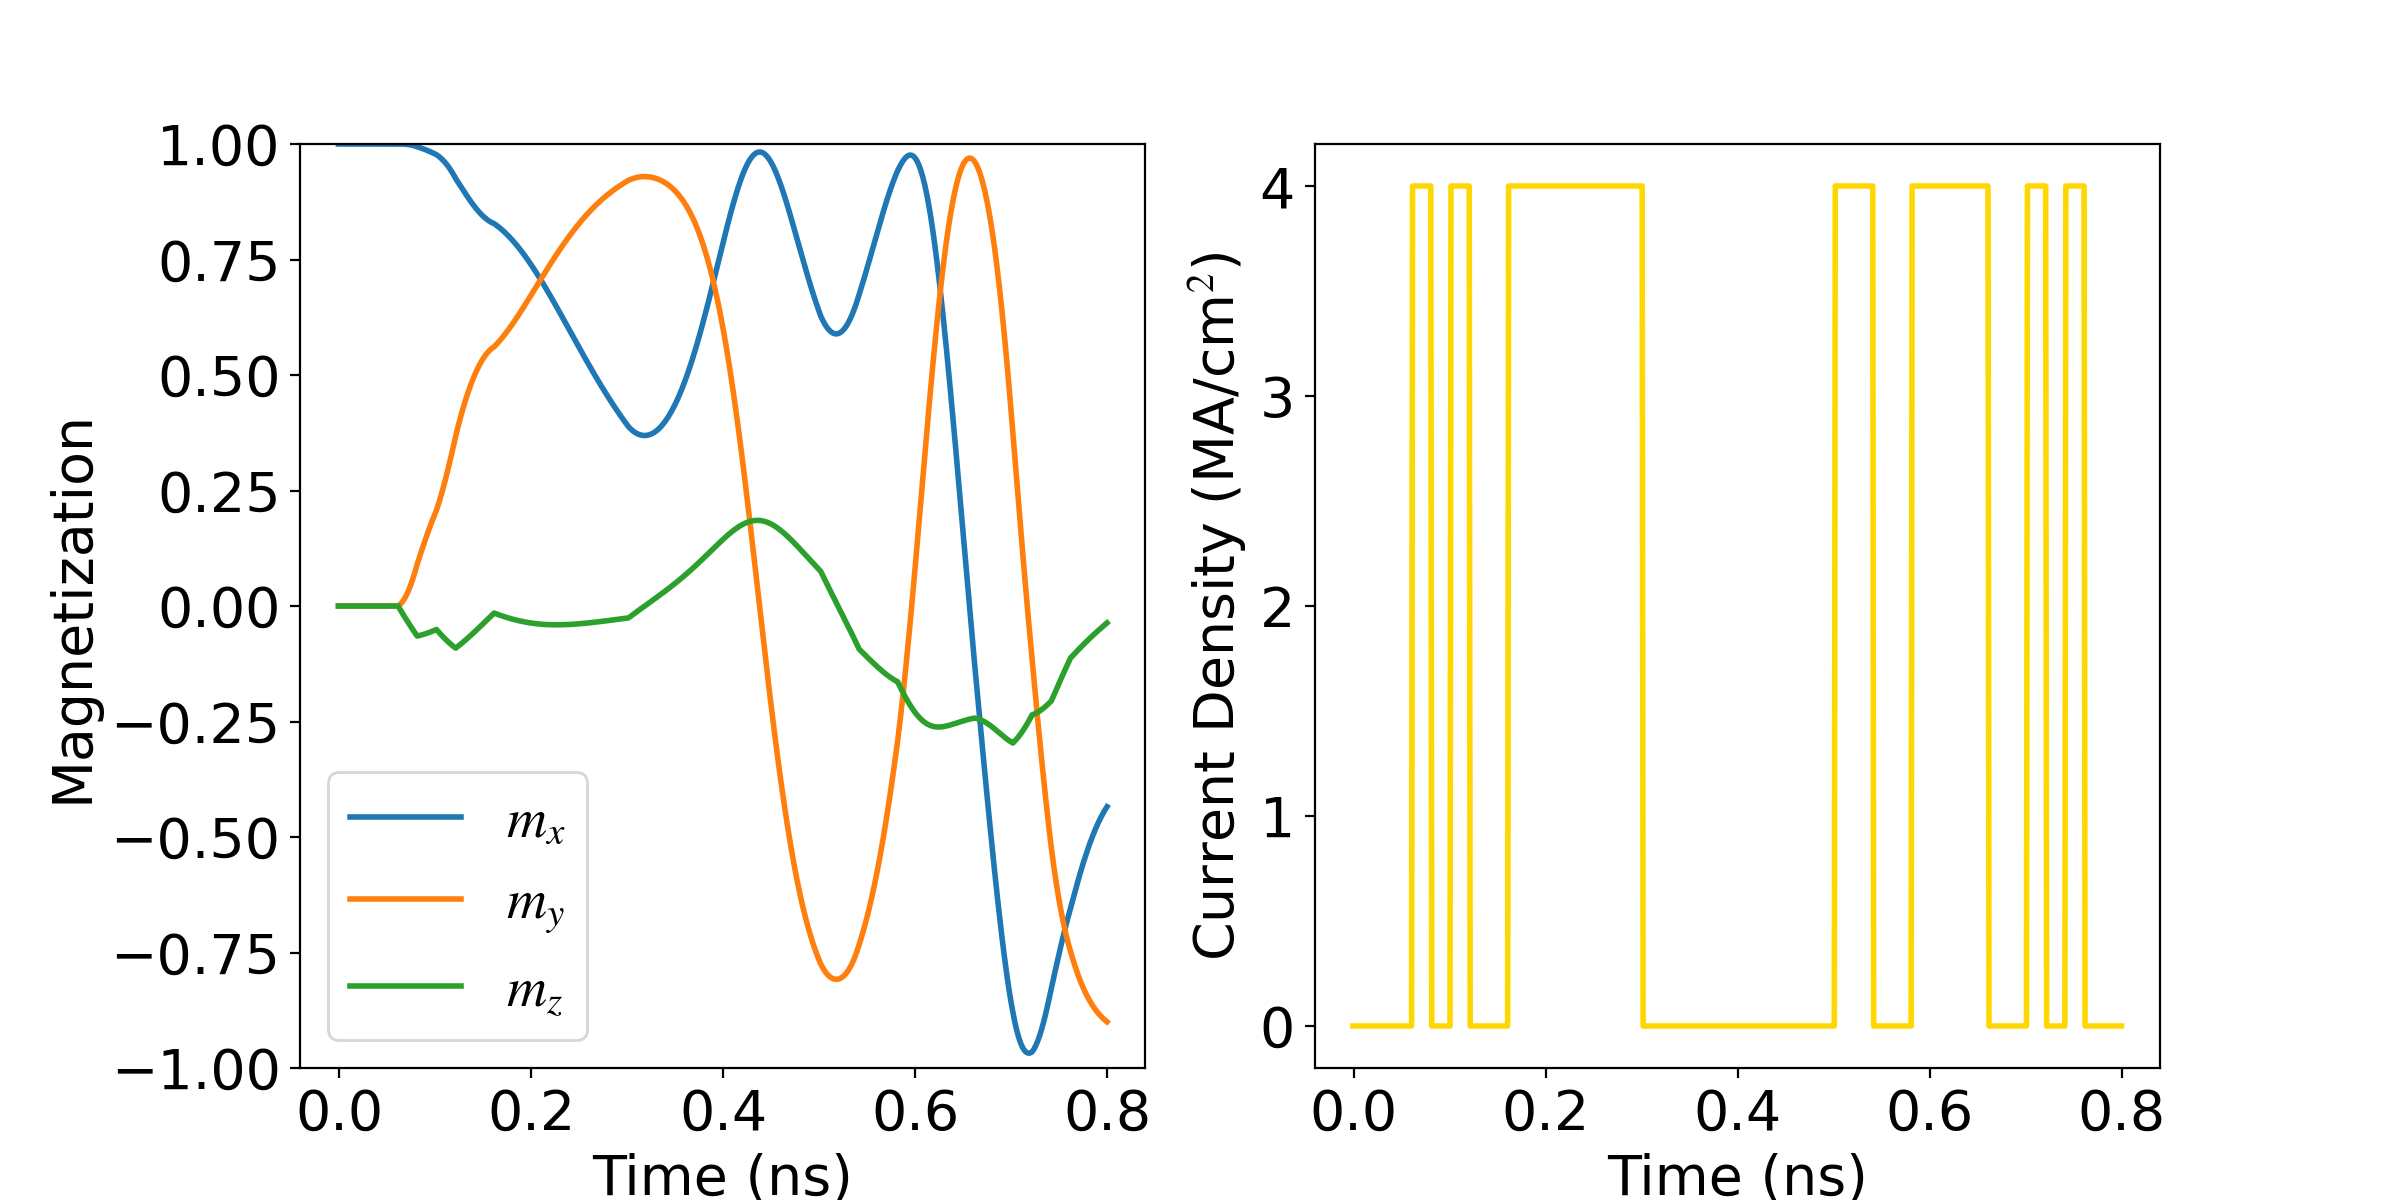 Magnetization
1.00
0.75
0.50
0.25
0.00
−0.25
−0.50
−0.75
−1.00
m_x
m_y
m_z
0.0 0.2 0.4 0.6 0.8
Time (ns)
Current Density (MA/cm²)
4
3
2
1
0
0.0 0.2 0.4 0.6 0.8
Time (ns)